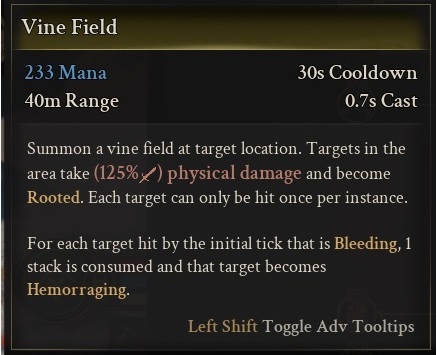 Vine Field
233 Mana
30s Cooldown
40m Range
0.7s Cast
Summon a vine field at target location. Targets in the
area take (125% ) physical damage and become
Rooted. Each target can only be hit once per instance.
For each target hit by the initial tick that is Bleeding, 1
stack is consumed and that target becomes
Hemorraging.
Left Shift Toggle Adv Tooltips